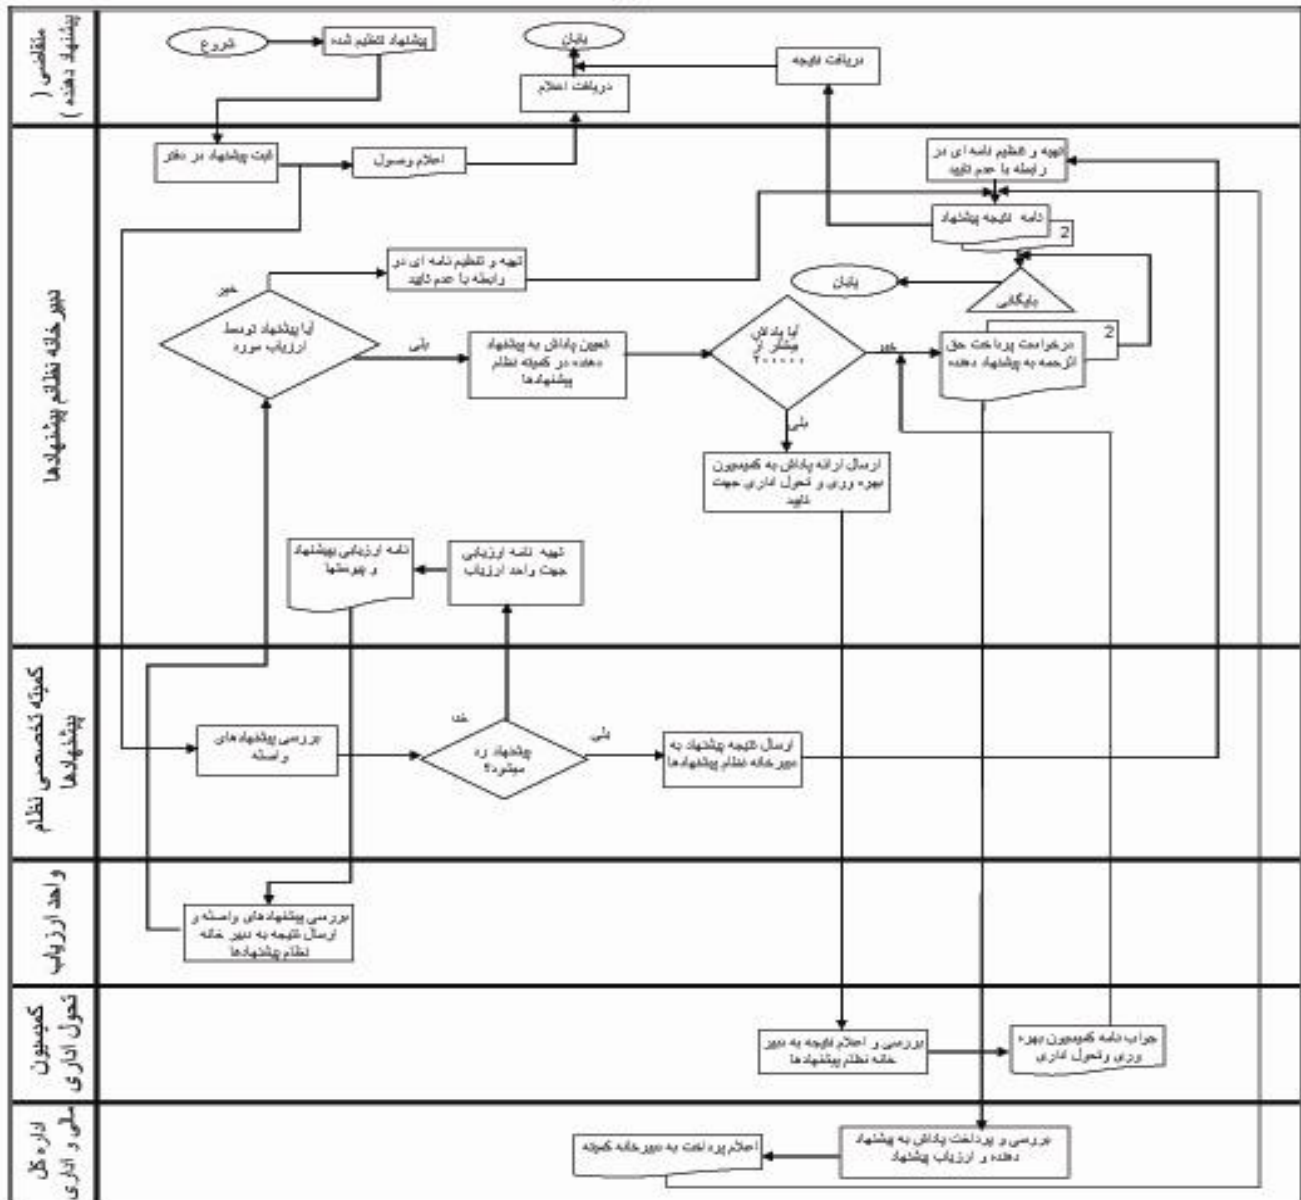 متقاضی (
پیشنهاد دهنده )
شروع
پیشنهاد تنظیم شده
پایان
دریافت اعلام
دریافت نتیجه
دبیرخانه نظام پیشنهادها
ثبت پیشنهاد در دفتر
اعلام وصول
تهیه و تنظیم نامه ای در
رابطه با عدم تایید
نامه نتیجه پیشنهاد
2
خیر
تهیه و تنظیم نامه ای در
رابطه با عدم تایید
پایان
بایگانی
آیا پیشنهاد توسط
ارزیاب مورد
بلی
تعیین پاداش به پیشنهاد
دهنده در کمیته نظام
پیشنهادها
آیا پاداش
بیشتر از
۲۰۰۰۰۰
خیر
2
درخواست پرداخت حق
الزحمه به پیشنهاد دهنده
بلی
ارسال ارائه پاداش به کمیسیون
بهره وری و تحول اداری جهت
تایید
نامه ارزیابی پیشنهاد
و پیوستها
تهیه نامه ارزیابی
جهت واحد ارزیاب
کمیته تخصصی نظام
پیشنهادها
بررسی پیشنهادهای
واصله
پیشنهاد رد
میشود؟
بلی
ارسال نتیجه پیشنهاد به
دبیرخانه نظام پیشنهادها
واحد ارزیاب
بررسی پیشنهادهای واصله و
ارسال نتیجه به دبیر خانه
نظام پیشنهادها
کمیسیون
تحول اداری
بررسی و اعلام نتیجه به دبیر
خانه نظام پیشنهادها
جواب نامه کمیسیون بهره
وری وتحول اداری
اداره کل
مالی و اداری
اعلام پرداخت به دبیرخانه کمیته
بررسی و پرداخت پاداش به پیشنهاد
دهنده و ارزیاب پیشنهاد